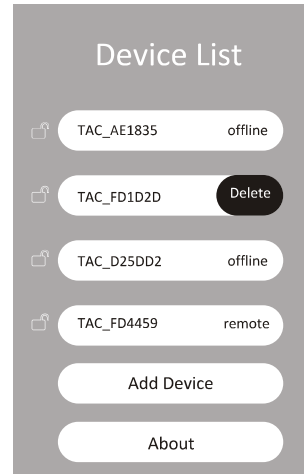 Device List
TAC_AE1835 offline
TAC_FD1D2D Delete
TAC_D25DD2 offline
TAC_FD4459 remote
Add Device
About